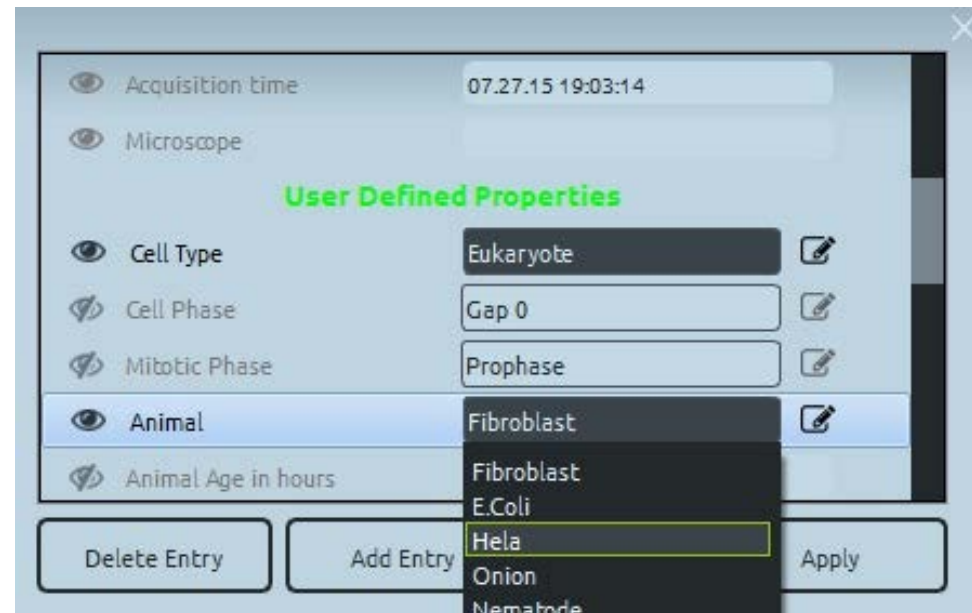 Acquisition time 07.27.15 19:03:14
Microscope
User Defined Properties
Cell Type Eukaryote
Cell Phase Gap 0
Mitotic Phase Prophase
Animal Fibroblast
Animal Age in hours
Fibroblast
E.Coli
Hela
Onion
Nematode
Delete Entry Add Entry Apply